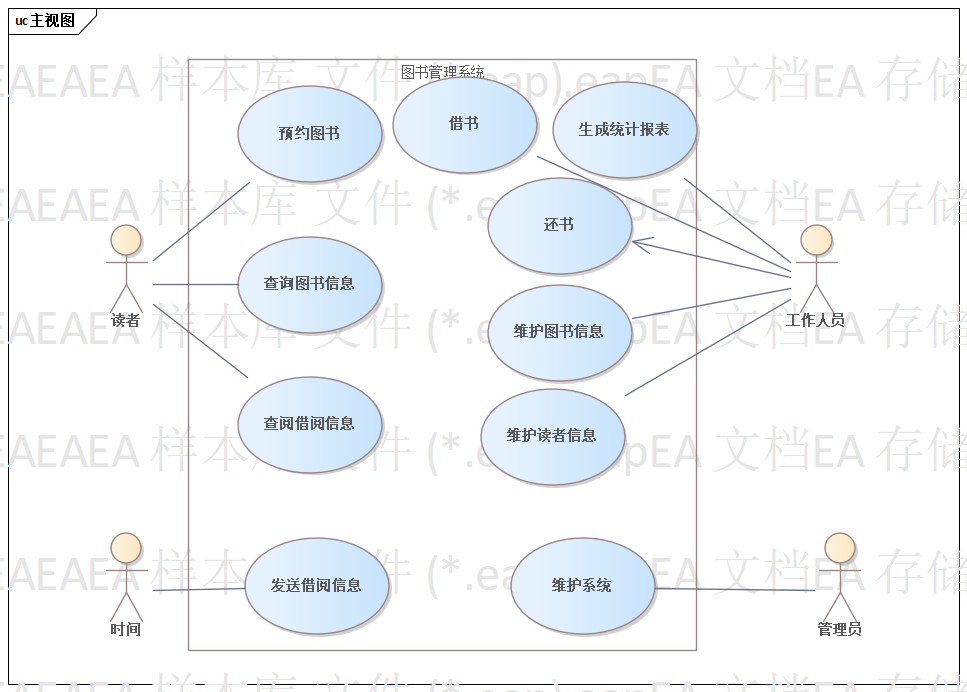 uc 主视图
图书管理系统
预约图书
借书
生成统计报表
还书
查询图书信息
读者
工作人员
维护图书信息
查阅借阅信息
维护读者信息
发送借阅信息
维护系统
时间
管理员
EAEAEA 样本库 文件 (*.eap).eapEA 文档EA 存储
EAEAEA 样本库 文件 (*.eap).eapEA 文档EA 存储
EAEAEA 样本库 文件 (*.eap).eapEA 文档EA 存储
EAEAEA 样本库 文件 (*.eap).eapEA 文档EA 存储
EAEAEA 样本库 文件 (*.eap).eapEA 文档EA 存储
EAEAEA 样本库 文件 (*.eap).eapEA 文档EA 存储